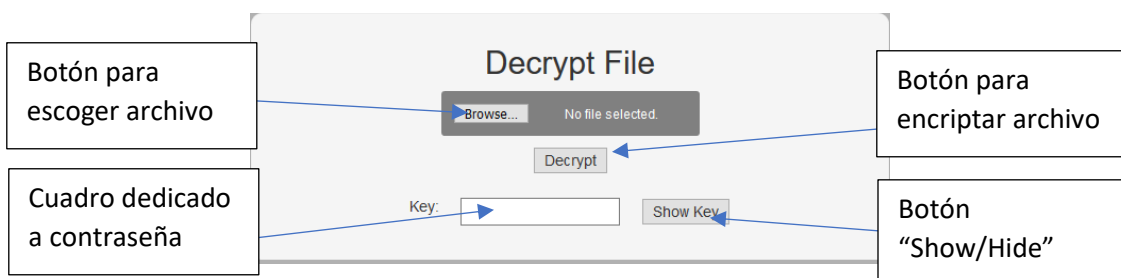 Decrypt File
Botón para
escoger archivo
Browse...
No file selected.
Botón para
encriptar archivo
Decrypt
Cuadro dedicado
a contraseña
Key:
Show Key
Botón
“Show/Hide”